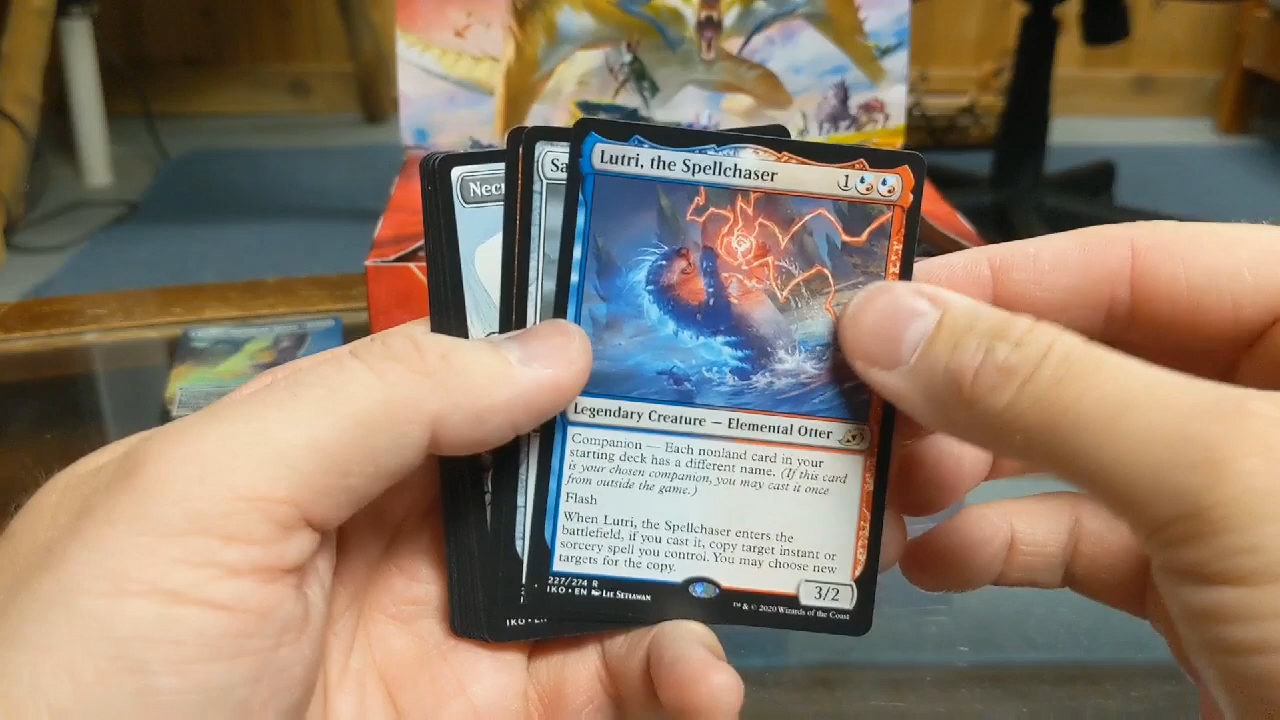 Necr
Sa
Lutri, the Spellchaser
1
Legendary Creature — Elemental Otter
Companion — Each nonland card in your
starting deck has a different name. (If this card
is your chosen companion, you may cast it once
from outside the game.)
Flash
When Lutri, the Spellchaser enters the
battlefield, if you cast it, copy target instant or
sorcery spell you control. You may choose new
targets for the copy.
3/2
227/274 R
IKO • EN Lie Setiawan
™ & © 2020 Wizards of the Coast
IKO • EN